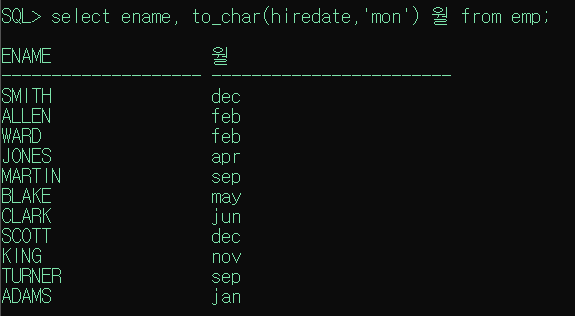 SQL> select ename, to_char(hiredate,'mon') 월 from emp;
ENAME 월
-------------------- ------------------------
SMITH dec
ALLEN feb
WARD feb
JONES apr
MARTIN sep
BLAKE may
CLARK jun
SCOTT dec
KING nov
TURNER sep
ADAMS jan